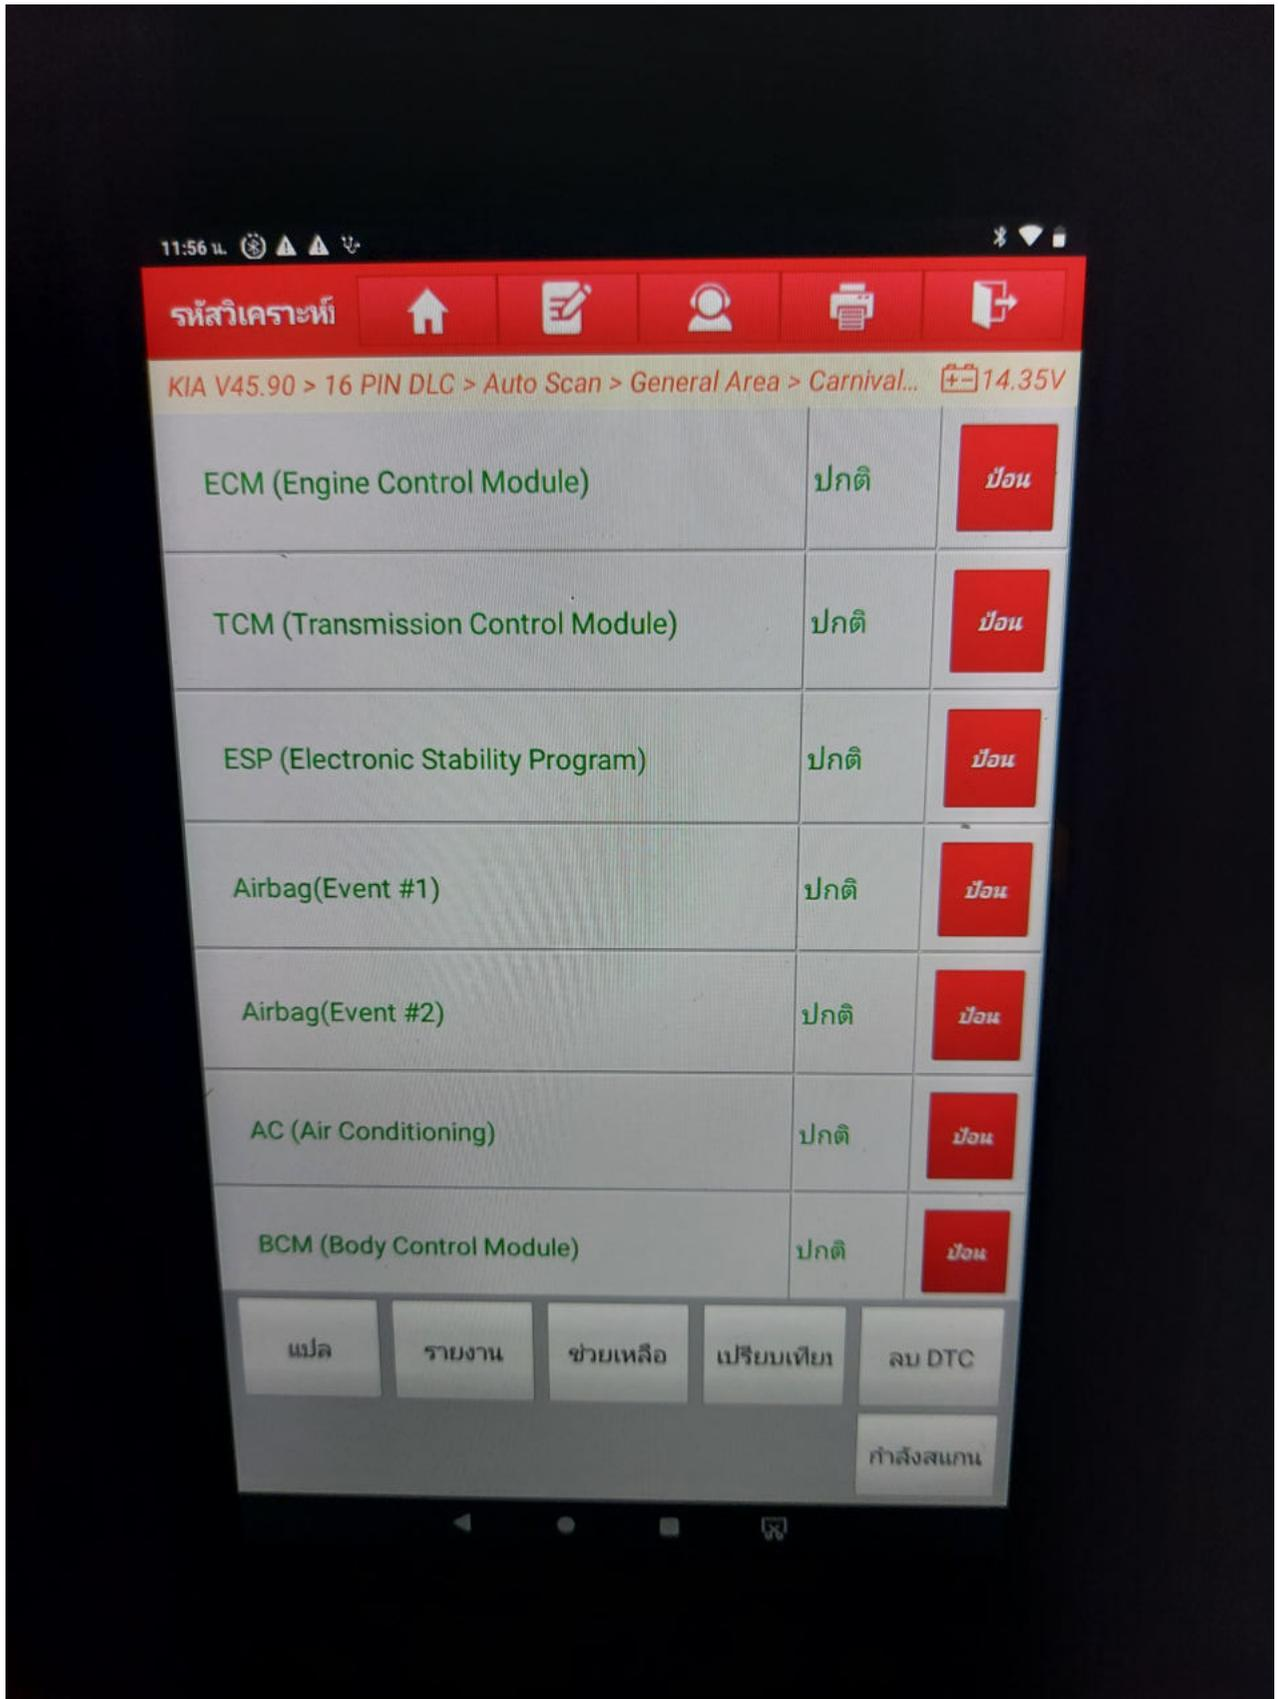 11:56 น.
รหัสวิเคราะห์
KIA V45.90 > 16 PIN DLC > Auto Scan > General Area > Carnival... 14.35V
ECM (Engine Control Module) ปกติ ป้อน
TCM (Transmission Control Module) ปกติ ป้อน
ESP (Electronic Stability Program) ปกติ ป้อน
Airbag(Event #1) ปกติ ป้อน
Airbag(Event #2) ปกติ ป้อน
AC (Air Conditioning) ปกติ ป้อน
BCM (Body Control Module) ปกติ ป้อน
แปล รายงาน ช่วยเหลือ เปรียบเทียบ ลบ DTC
กำลังสแกน